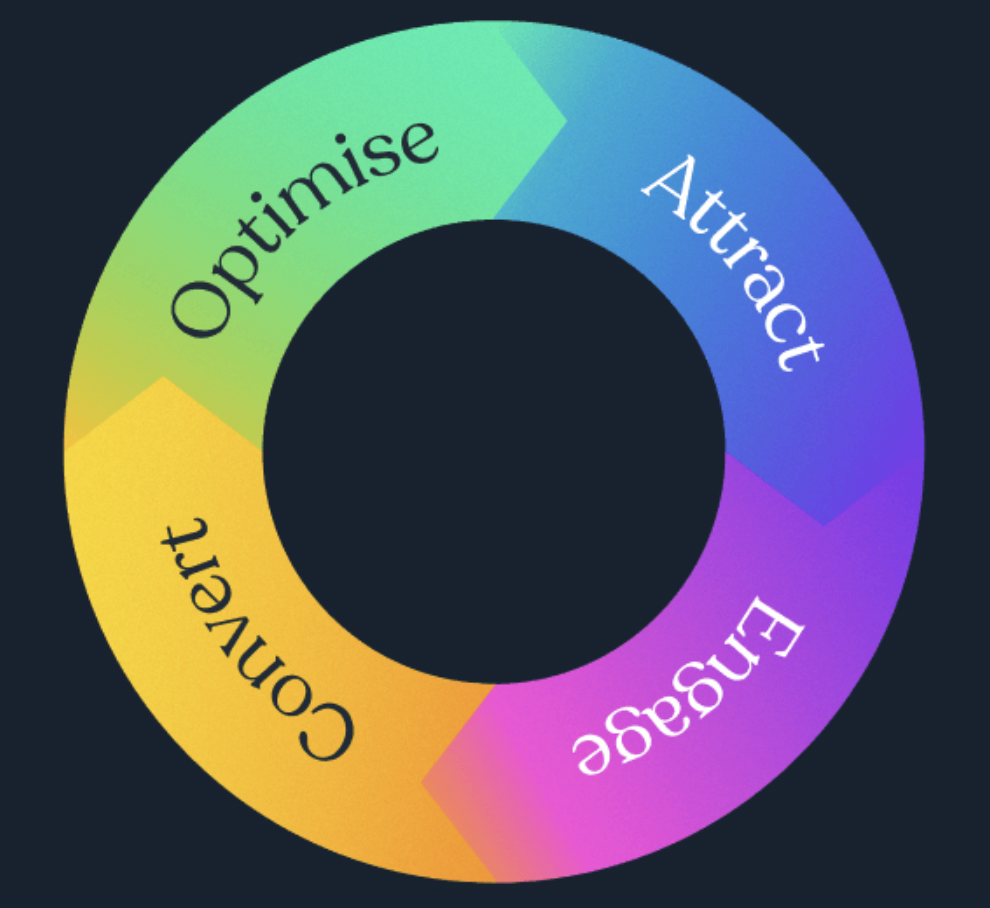 Attract
Engage
Convert
Optimise